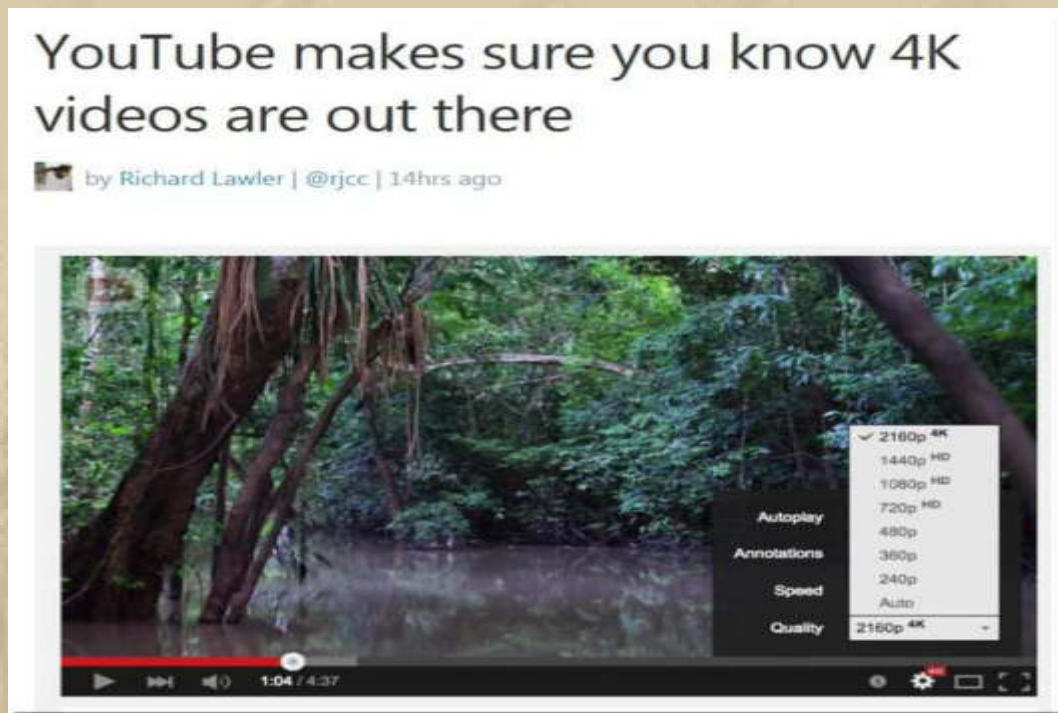 YouTube makes sure you know 4K
videos are out there
by Richard Lawler | @rjcc | 14hrs ago
2160p 4K
1440p HD
1080p HD
720p HD
480p
360p
240p
Auto
Autoplay
Annotations
Speed
Quality
2160p 4K
1:04 / 4:37